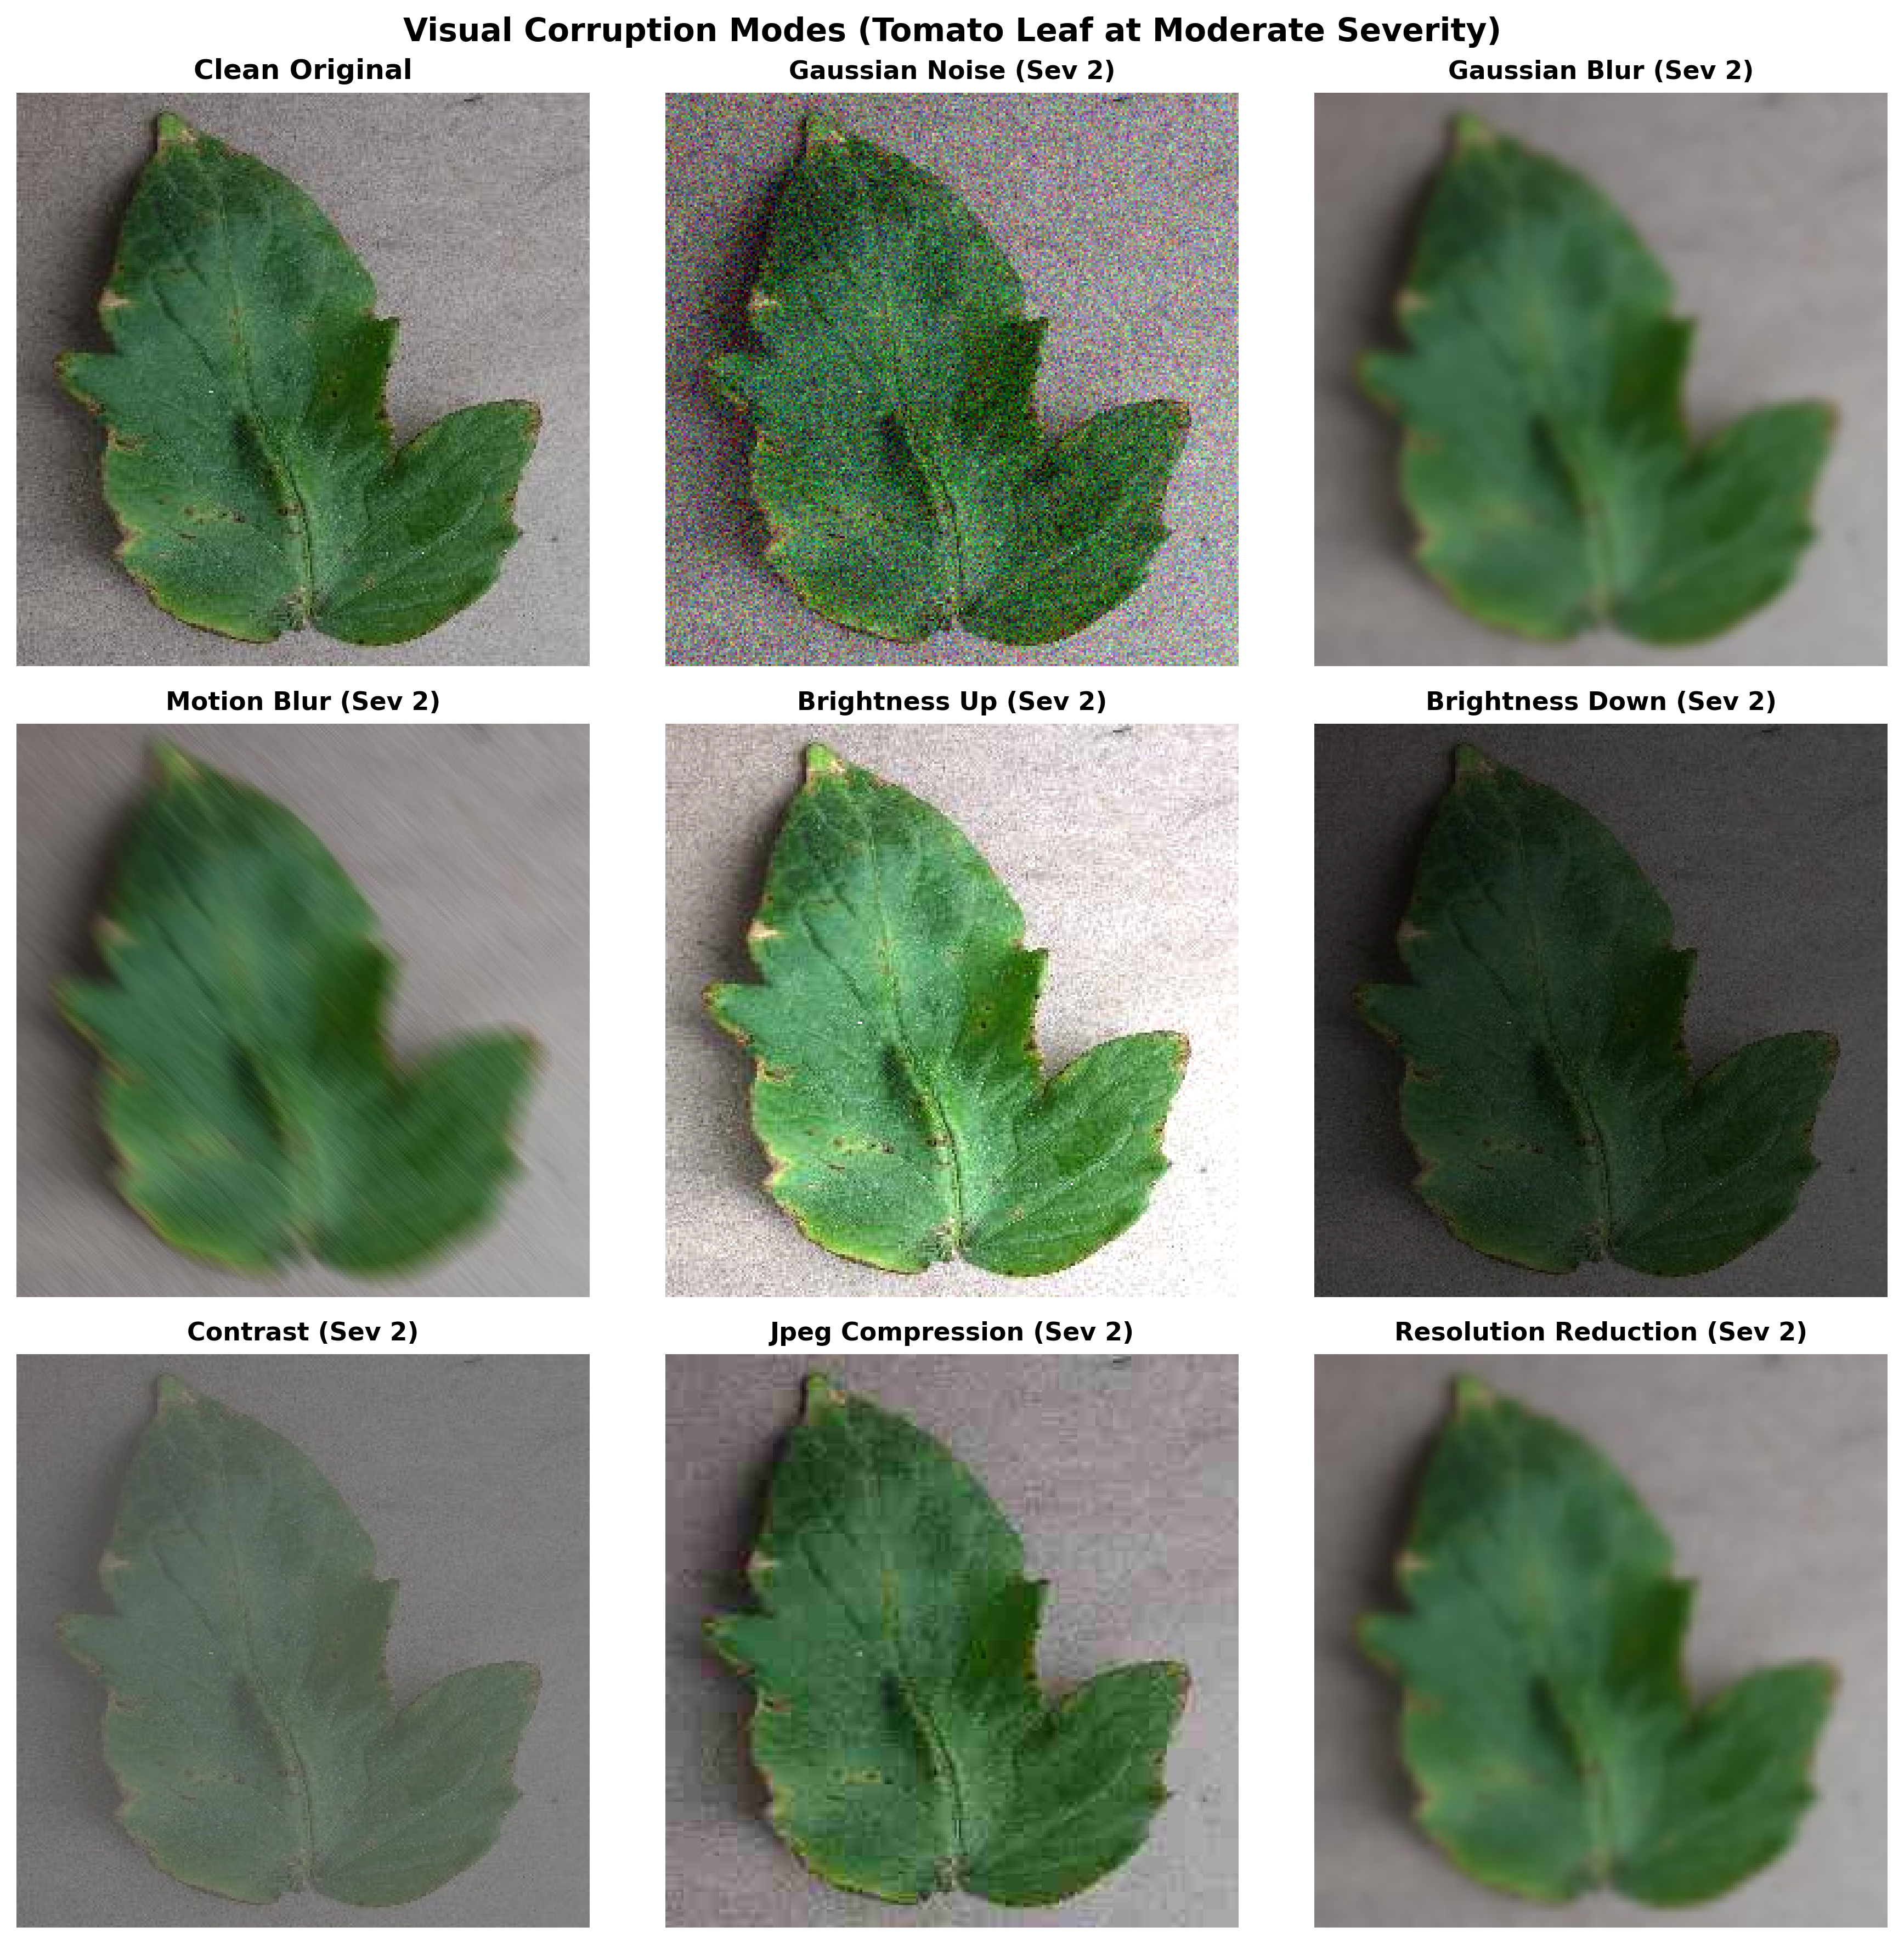 Visual Corruption Modes (Tomato Leaf at Moderate Severity)
Clean Original
Gaussian Noise (Sev 2)
Gaussian Blur (Sev 2)
Motion Blur (Sev 2)
Brightness Up (Sev 2)
Brightness Down (Sev 2)
Contrast (Sev 2)
Jpeg Compression (Sev 2)
Resolution Reduction (Sev 2)